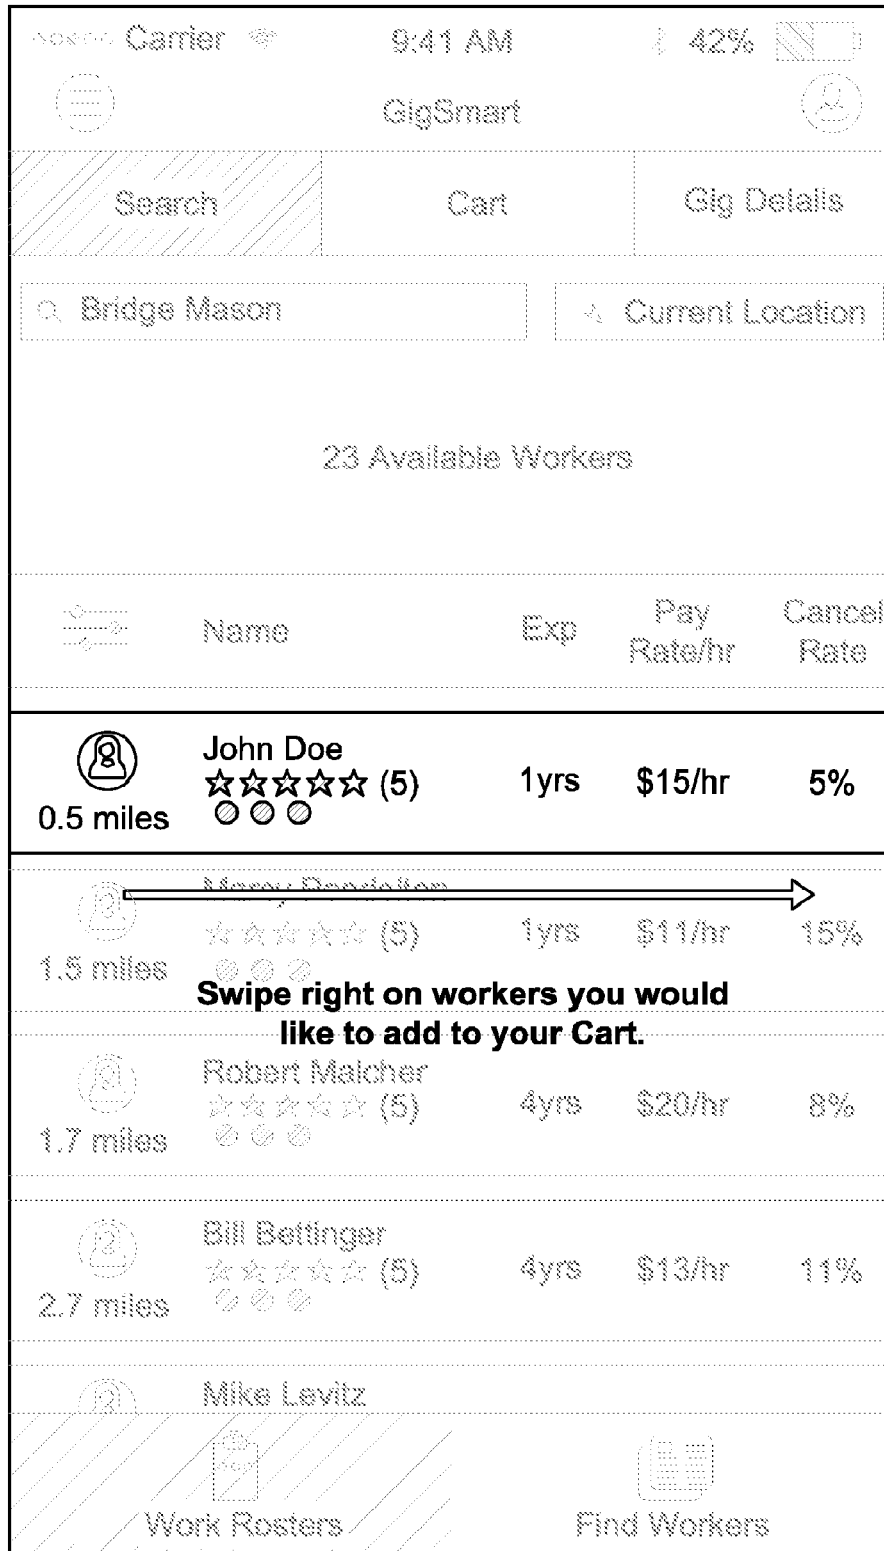 Carrier 9:41 AM 42%
GigSmart
Search Cart Gig Details
Bridge Mason Current Location
23 Available Workers
Name Exp Pay Rate/hr Cancel Rate
John Doe
(5) 1yrs $15/hr 5%
0.5 miles
(5) 1yrs $11/hr 15%
1.5 miles
Swipe right on workers you would
like to add to your Cart.
Robert Malcher
(5) 4yrs $20/hr 8%
1.7 miles
Bill Bettinger
(5) 4yrs $13/hr 11%
2.7 miles
Mike Levitz
Work Rosters Find Workers